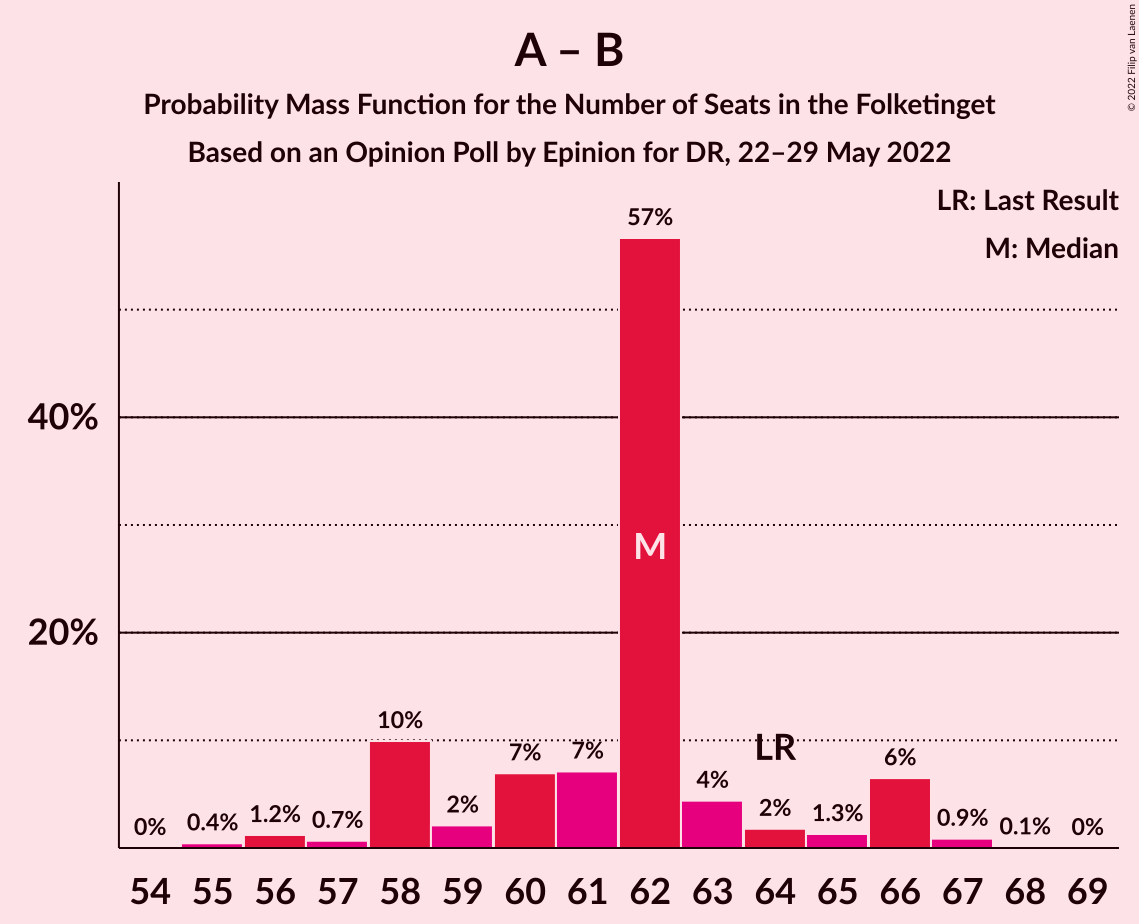 A – B
Probability Mass Function for the Number of Seats in the Folketinget
Based on an Opinion Poll by Epinion for DR, 22–29 May 2022
© 2022 Filip van Laenen
LR: Last Result
M: Median
40%
20%
0% 0.4% 1.2% 0.7% 10% 2% 7% 7% 57% 4% 2% 1.3% 6% 0.9% 0.1% 0%
M
LR
54 55 56 57 58 59 60 61 62 63 64 65 66 67 68 69